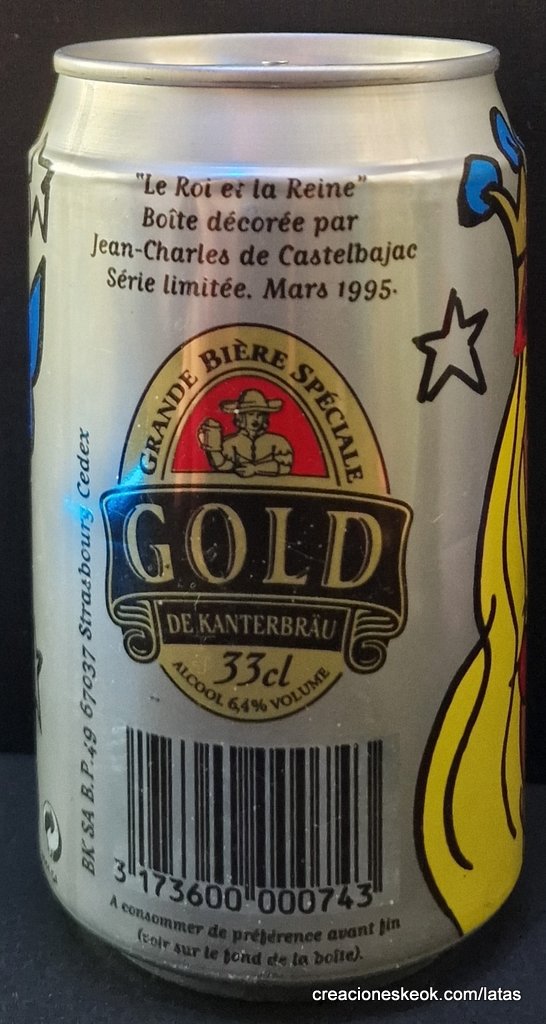 "Le Roi et la Reine"
Boîte décorée par
Jean-Charles de Castelbajac
Série limitée. Mars 1995.
GRANDE BIÈRE SPÉCIALE
GOLD
DE KANTERBRÄU
33cl
ALCOOL 6,4% VOLUME
BK SA B.P.49 67037 Strasbourg Cedex
3 173600 000743
A consommer de préférence avant fin
(voir sur le fond de la boîte).
creacioneskeok.com/latas